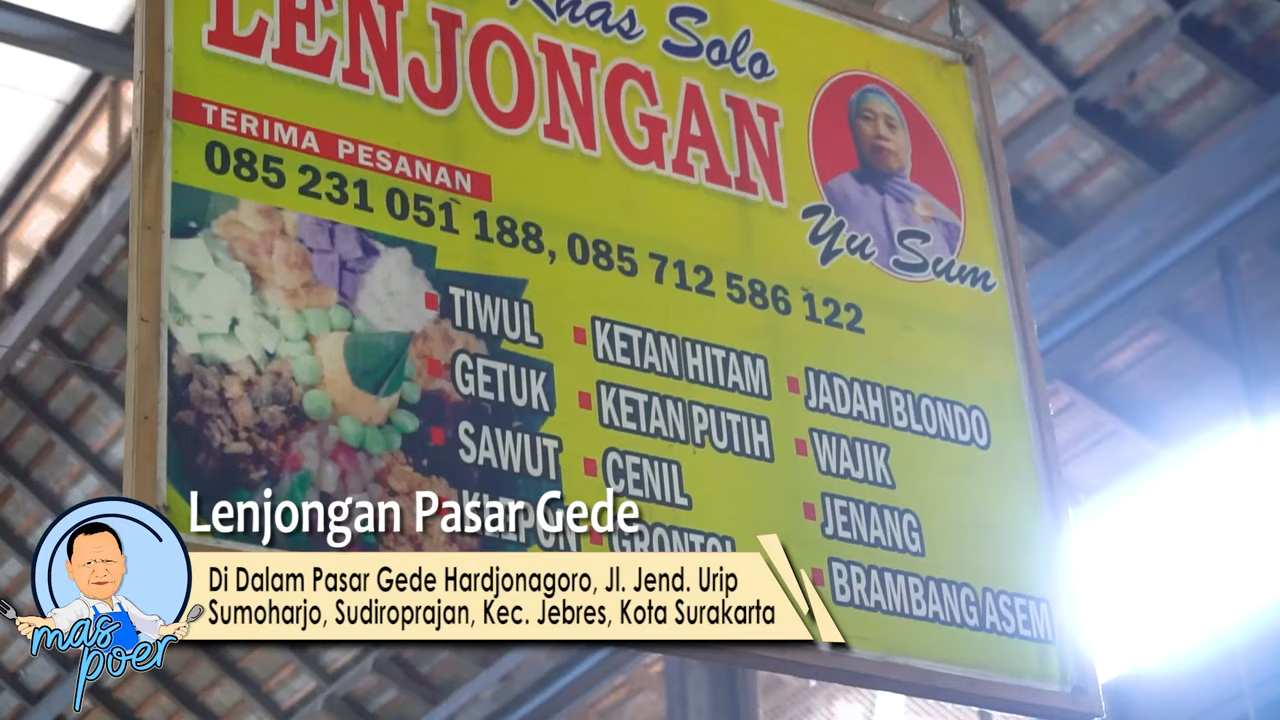 Khas Solo
LENJONGAN
TERIMA PESANAN
085 231 051 188, 085 712 586 122
Yu Sum
TIWUL
GETUK
SAWUT
KLEPON
KETAN HITAM
KETAN PUTIH
CENIL
GRONTOL
JADAH BLONDO
WAJIK
JENANG
BRAMBANG ASEM
Lenjongan Pasar Gede
Di Dalam Pasar Gede Hardjonagoro, Jl. Jend. Urip
Sumoharjo, Sudiroprajan, Kec. Jebres, Kota Surakarta
mas
poer